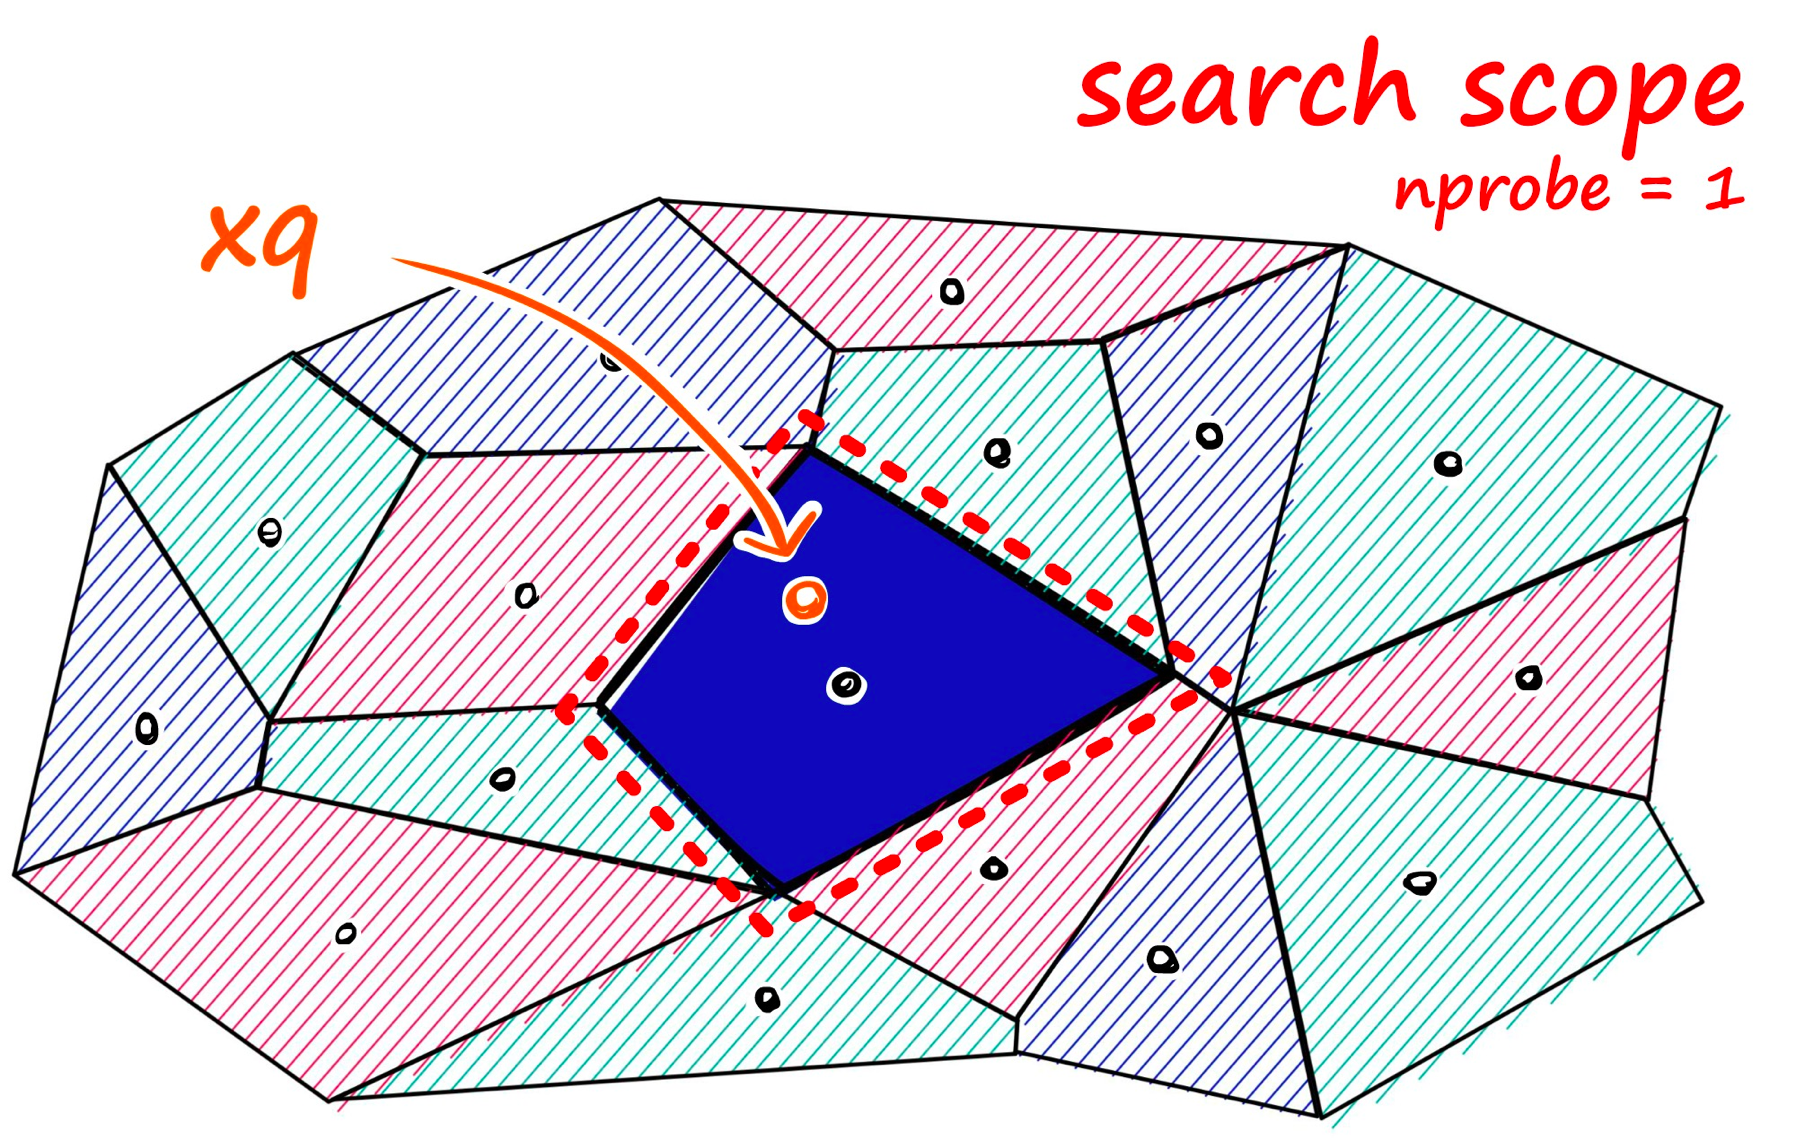 search scope
nprobe = 1
xq